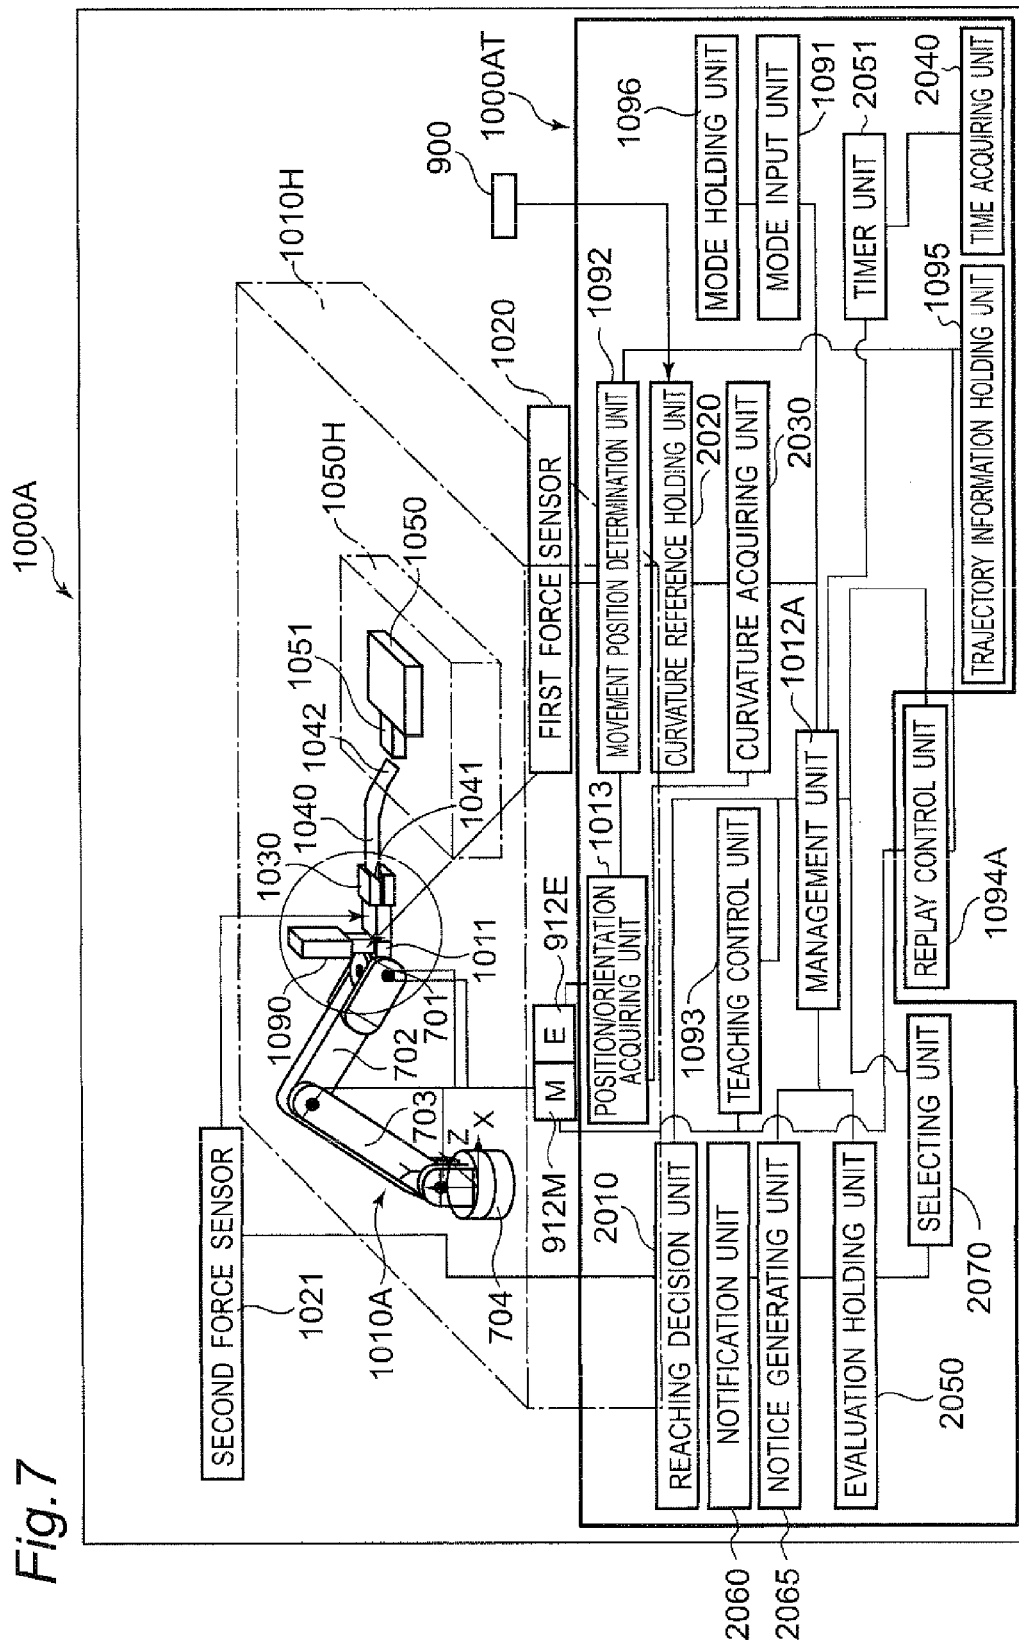 Fig.7
1000A
SECOND FORCE SENSOR
1021
1010A
704
703
702
701
1090
1011
1030
1041
1040
1042
1051
1050
1050H
1010H
Z
X
FIRST FORCE SENSOR
1020
900
1000AT
912M
M
E
912E
POSITION/ORIENTATION
ACQUIRING UNIT
1013
MOVEMENT POSITION DETERMINATION UNIT
1092
CURVATURE REFERENCE HOLDING UNIT
2020
CURVATURE ACQUIRING UNIT
2030
MODE HOLDING UNIT
1096
MODE INPUT UNIT
1091
TIMER UNIT
2051
TIME ACQUIRING UNIT
2040
TRAJECTORY INFORMATION HOLDING UNIT
1095
REACHING DECISION UNIT
2010
NOTIFICATION UNIT
2060
NOTICE GENERATING UNIT
2065
EVALUATION HOLDING UNIT
2050
SELECTING UNIT
2070
TEACHING CONTROL UNIT
1093
MANAGEMENT UNIT
1012A
REPLAY CONTROL UNIT
1094A